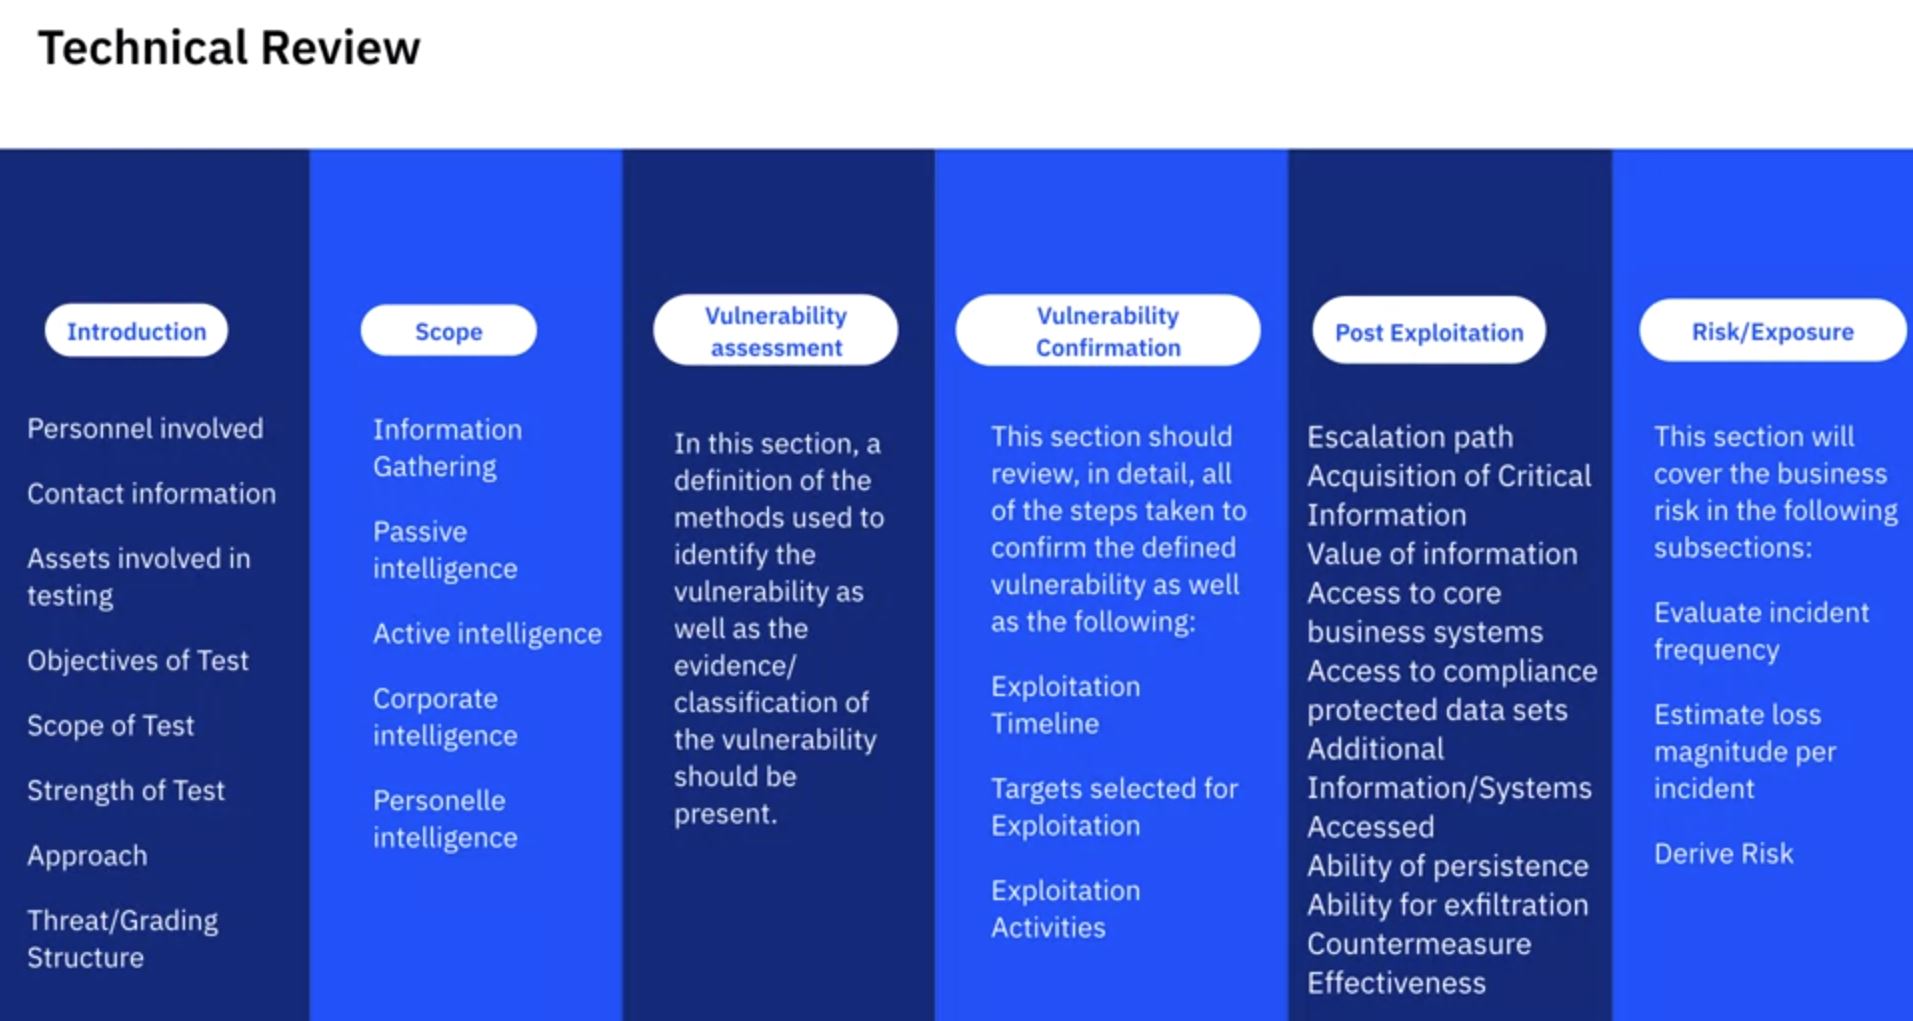 Technical Review
Introduction
Personnel involved
Contact information
Assets involved in
testing
Objectives of Test
Scope of Test
Strength of Test
Approach
Threat/Grading
Structure
Scope
Information
Gathering
Passive
intelligence
Active intelligence
Corporate
intelligence
Personelle
intelligence
Vulnerability
assessment
In this section, a
definition of the
methods used to
identify the
vulnerability as
well as the
evidence/
classification of
the vulnerability
should be
present.
Vulnerability
Confirmation
This section should
review, in detail, all
of the steps taken to
confirm the defined
vulnerability as well
as the following:
Exploitation
Timeline
Targets selected for
Exploitation
Exploitation
Activities
Post Exploitation
Escalation path
Acquisition of Critical
Information
Value of information
Access to core
business systems
Access to compliance
protected data sets
Additional
Information/Systems
Accessed
Ability of persistence
Ability for exfiltration
Countermeasure
Effectiveness
Risk/Exposure
This section will
cover the business
risk in the following
subsections:
Evaluate incident
frequency
Estimate loss
magnitude per
incident
Derive Risk